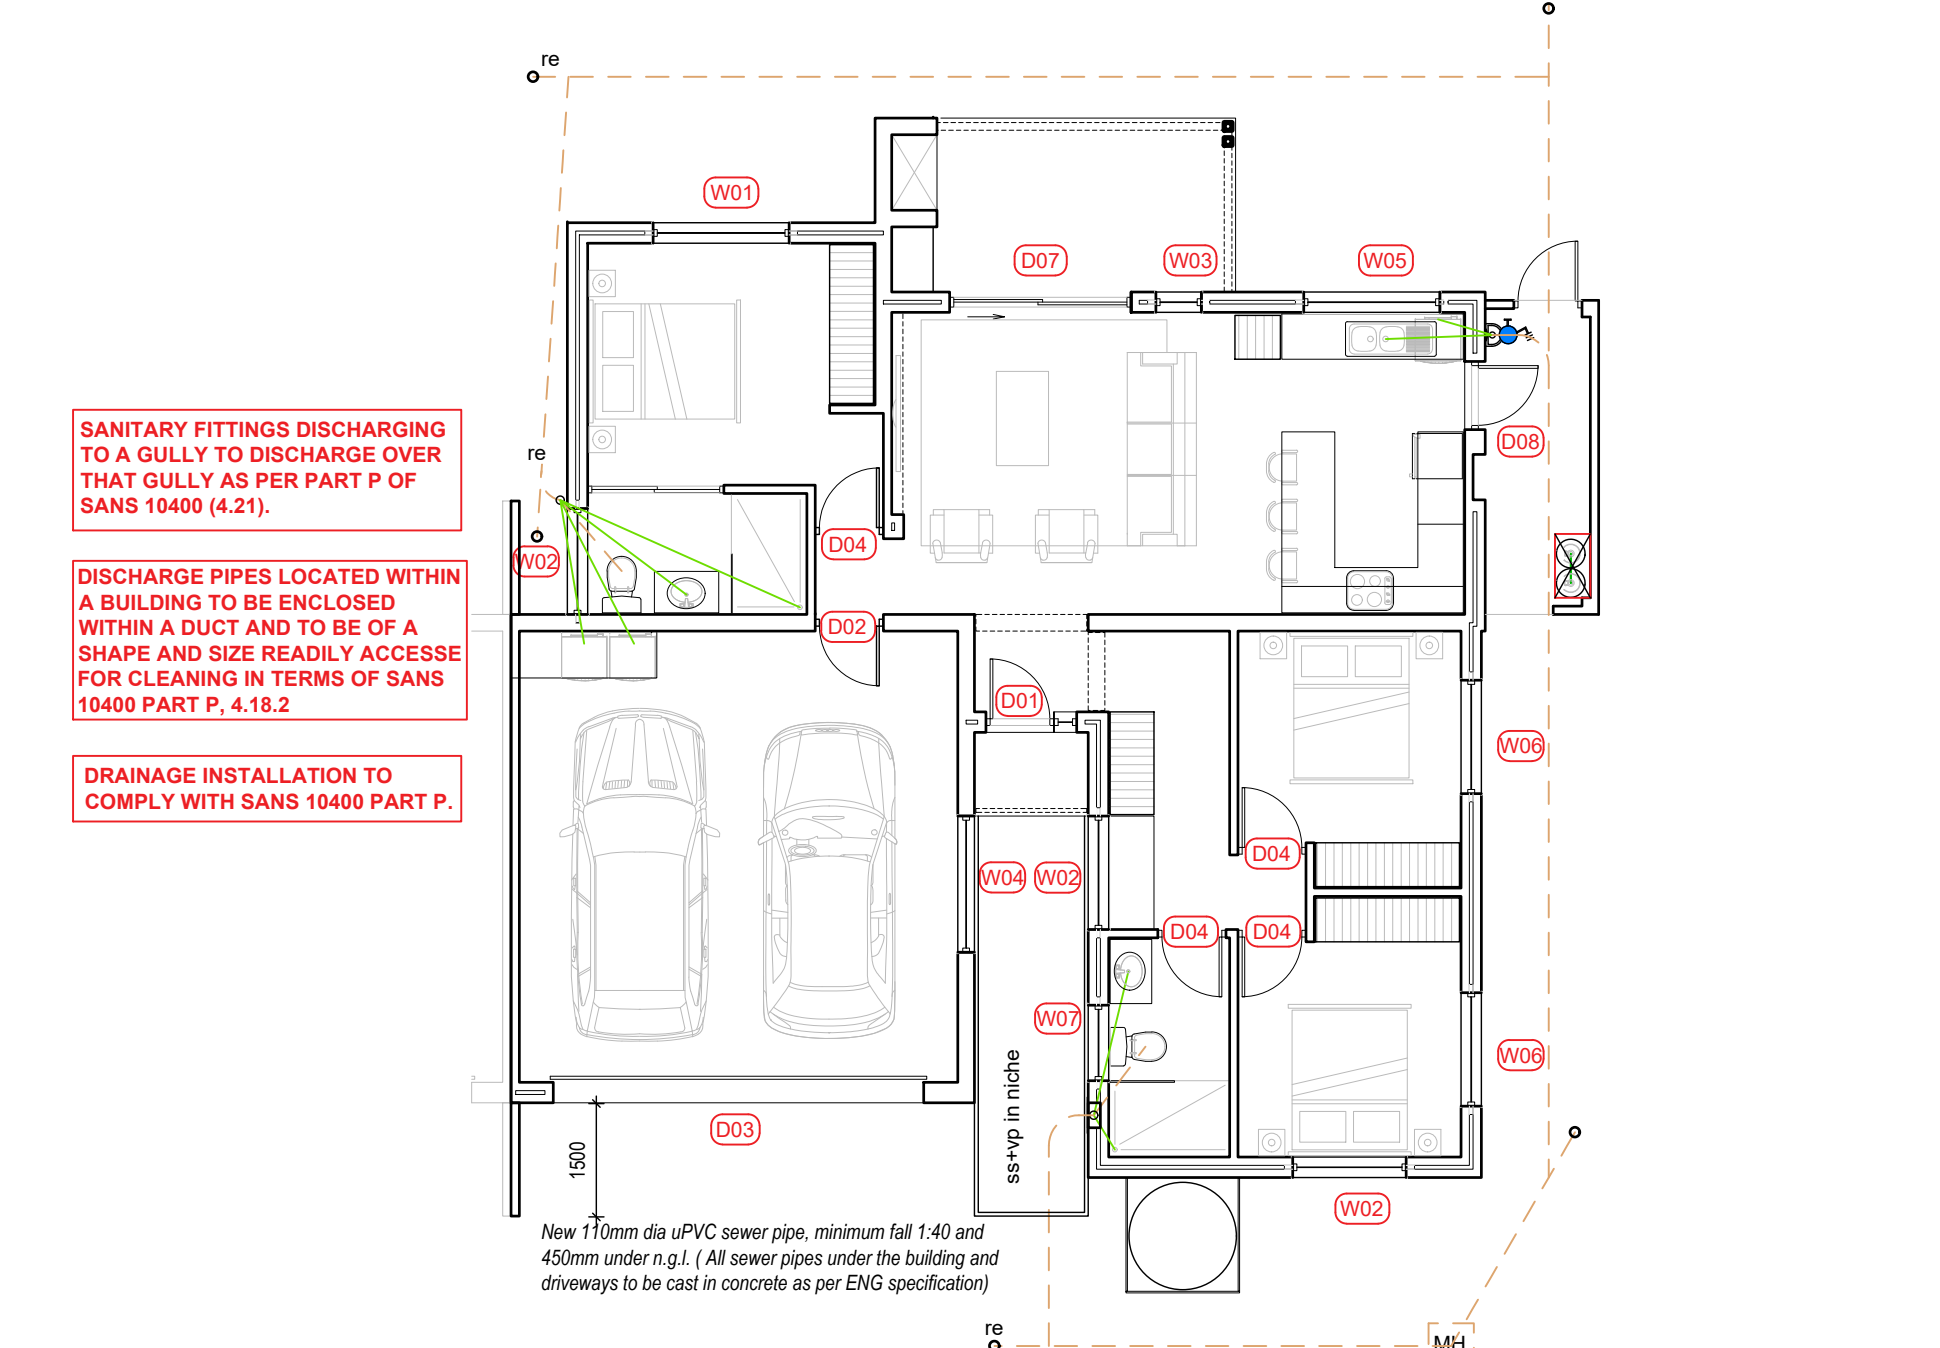 re
W01
D07
W03
W05
SANITARY FITTINGS DISCHARGING
TO A GULLY TO DISCHARGE OVER
THAT GULLY AS PER PART P OF
SANS 10400 (4.21).
re
D08
W02
D04
DISCHARGE PIPES LOCATED WITHIN
A BUILDING TO BE ENCLOSED
WITHIN A DUCT AND TO BE OF A
SHAPE AND SIZE READILY ACCESSE
FOR CLEANING IN TERMS OF SANS
10400 PART P, 4.18.2
D02
D01
W06
DRAINAGE INSTALLATION TO
COMPLY WITH SANS 10400 PART P.
D04
W04
W02
D04
D04
W07
W06
ss+vp in niche
D03
1500
W02
New 110mm dia uPVC sewer pipe, minimum fall 1:40 and
450mm under n.g.l. ( All sewer pipes under the building and
driveways to be cast in concrete as per ENG specification)
re
MH